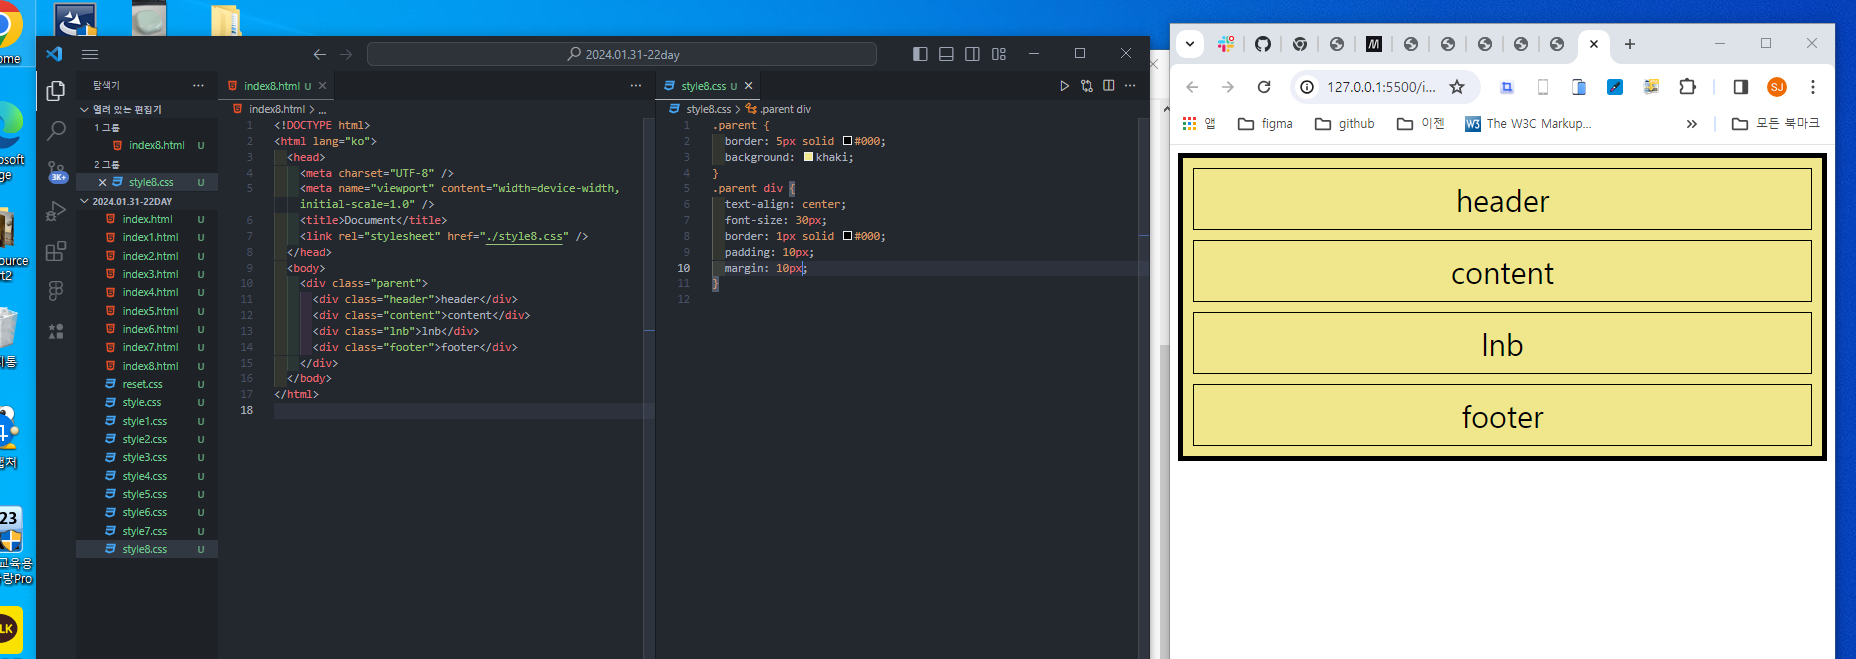 ome
osoft
ge
ource
t2
지통
캡처
23
교육용
랑Pro
LK
2024.01.31-22day
탐색기
열려 있는 편집기
1 그룹
index8.html U
2 그룹
style8.css U
2024.01.31-22DAY
index.html U
index1.html U
index2.html U
index3.html U
index4.html U
index5.html U
index6.html U
index7.html U
index8.html U
reset.css U
style.css U
style1.css U
style2.css U
style3.css U
style4.css U
style5.css U
style6.css U
style7.css U
style8.css U
3K+
index8.html U
index8.html > ...
1 <!DOCTYPE html>
2 <html lang="ko">
3 <head>
4 <meta charset="UTF-8" />
5 <meta name="viewport" content="width=device-width,
initial-scale=1.0" />
6 <title>Document</title>
7 <link rel="stylesheet" href="./style8.css" />
8 </head>
9 <body>
10 <div class="parent">
11 <div class="header">header</div>
12 <div class="content">content</div>
13 <div class="lnb">lnb</div>
14 <div class="footer">footer</div>
15 </div>
16 </body>
17 </html>
18
style8.css U
style8.css > .parent div
1 .parent {
2 border: 5px solid #000;
3 background: khaki;
4 }
5 .parent div {
6 text-align: center;
7 font-size: 30px;
8 border: 1px solid #000;
9 padding: 10px;
10 margin: 10px;
11 }
12
127.0.0.1:5500/i...
SJ
앱
figma
github
이젠
W3 The W3C Markup...
모든 북마크
header
content
lnb
footer